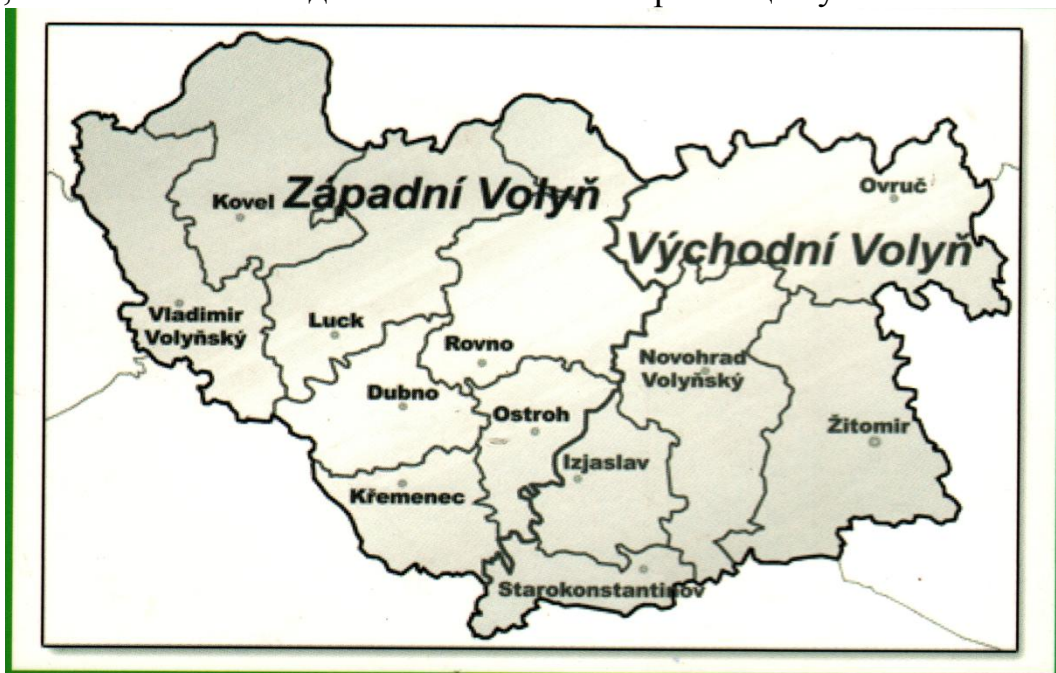 Západní Volyň
Východní Volyň
Ovruč
Kovel
Vladimir
Volyňský
Luck
Rovno
Novohrad
Volyňský
Dubno
Ostroh
Žitomir
Izjaslav
Křemenec
Starokonstantinov